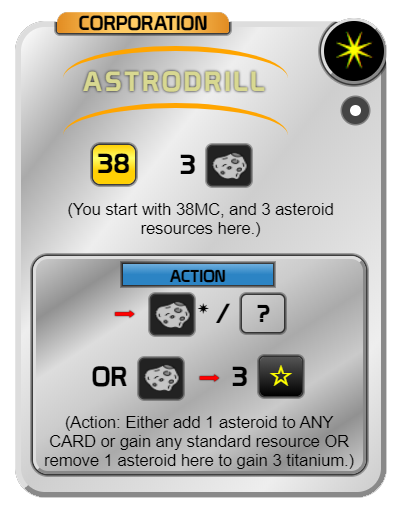 CORPORATION
ASTRODRILL
38 3
(You start with 38MC, and 3 asteroid
resources here.)
ACTION
* / ?
OR 3
(Action: Either add 1 asteroid to ANY
CARD or gain any standard resource OR
remove 1 asteroid here to gain 3 titanium.)